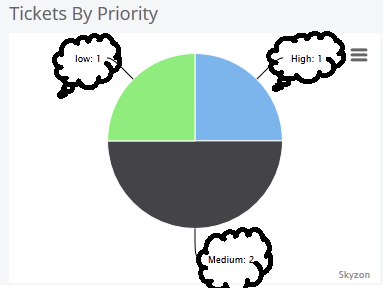 Tickets By Priority
low: 1
High: 1
Medium: 2
Skyzon